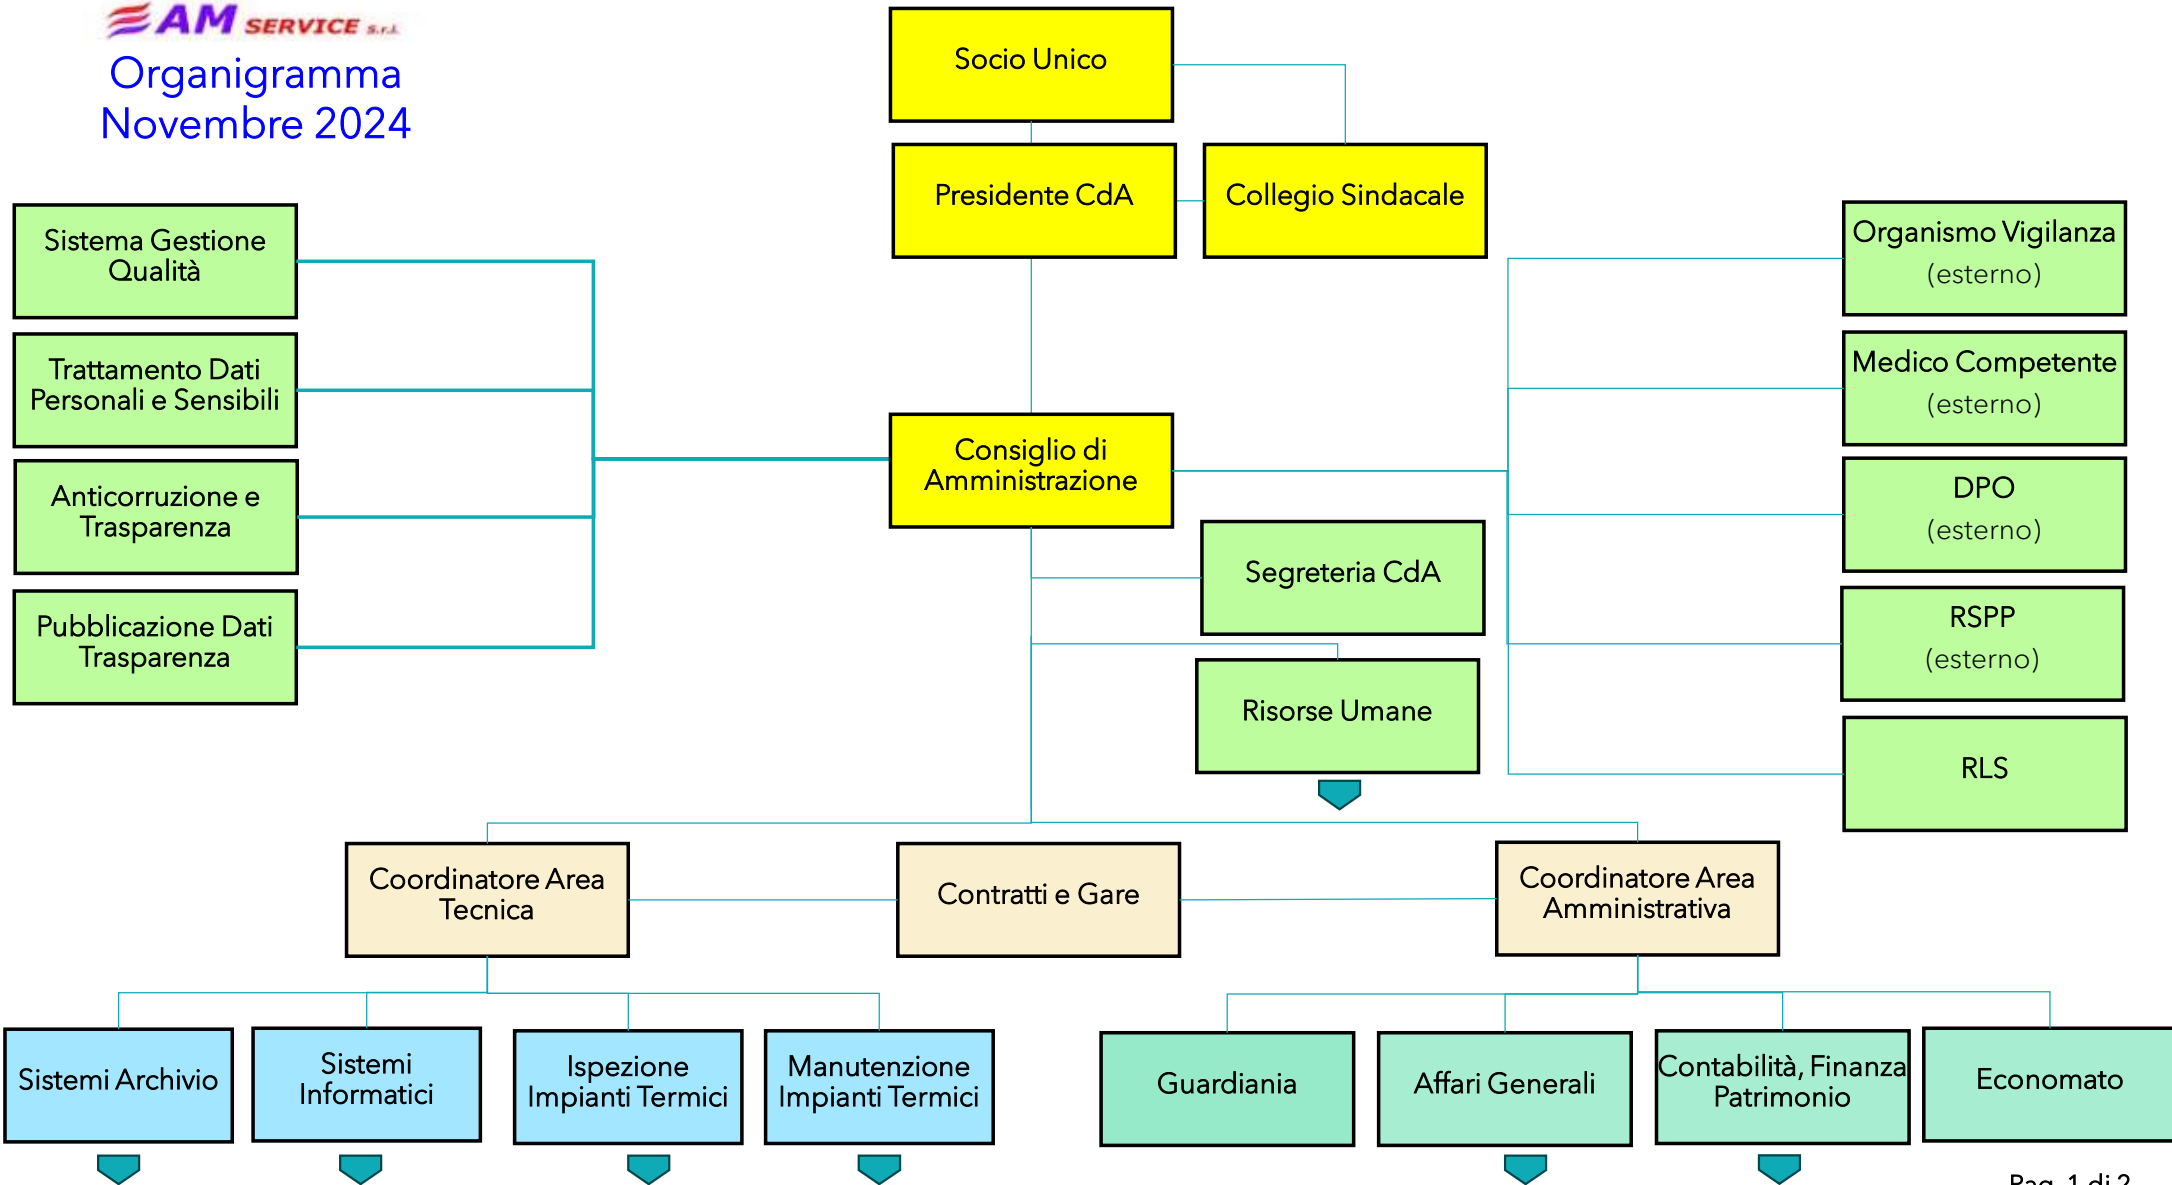 AM SERVICE s.r.l.
Organigramma
Novembre 2024
Socio Unico
Presidente CdA
Collegio Sindacale
Sistema Gestione
Qualità
Trattamento Dati
Personali e Sensibili
Anticorruzione e
Trasparenza
Pubblicazione Dati
Trasparenza
Consiglio di
Amministrazione
Segreteria CdA
Risorse Umane
Organismo Vigilanza
(esterno)
Medico Competente
(esterno)
DPO
(esterno)
RSPP
(esterno)
RLS
Coordinatore Area
Tecnica
Contratti e Gare
Coordinatore Area
Amministrativa
Sistemi Archivio
Sistemi
Informatici
Ispezione
Impianti Termici
Manutenzione
Impianti Termici
Guardiania
Affari Generali
Contabilità, Finanza
Patrimonio
Economato
Pag. 1 di 2